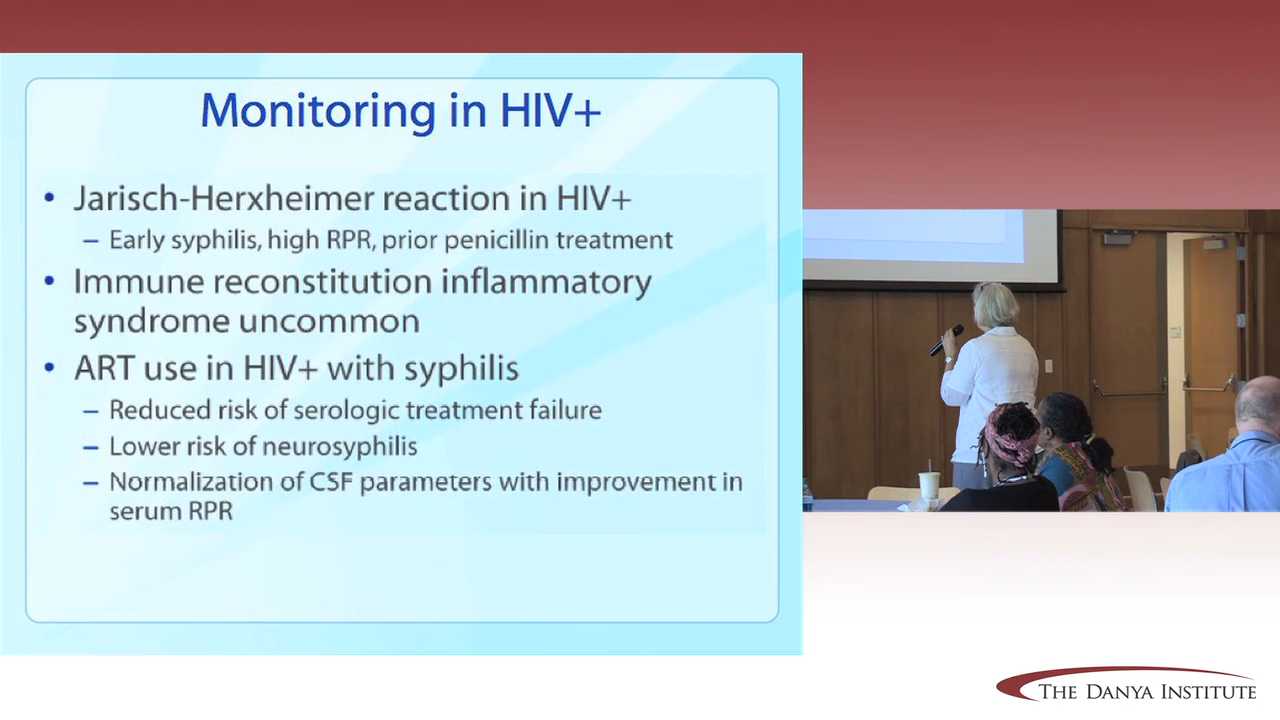 Monitoring in HIV+
• Jarisch-Herxheimer reaction in HIV+
– Early syphilis, high RPR, prior penicillin treatment
• Immune reconstitution inflammatory
syndrome uncommon
• ART use in HIV+ with syphilis
– Reduced risk of serologic treatment failure
– Lower risk of neurosyphilis
– Normalization of CSF parameters with improvement in
serum RPR
THE DANYA INSTITUTE